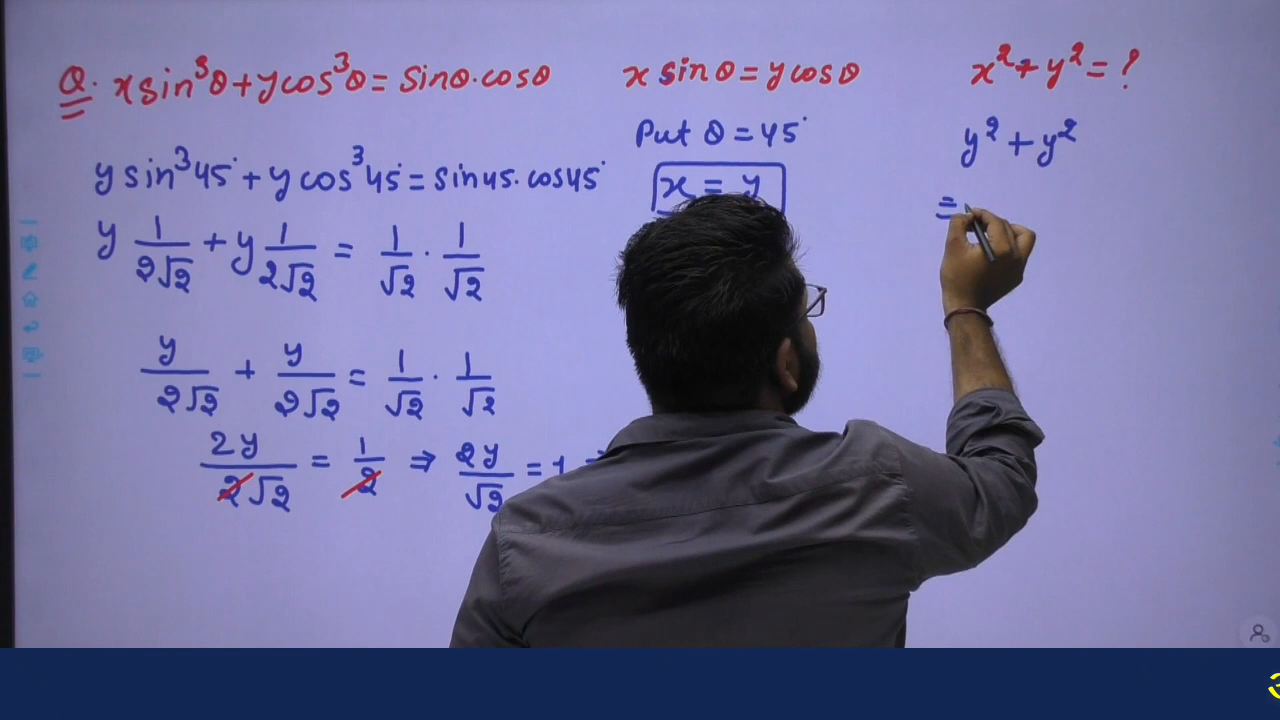 Q. x sin³θ + y cos³θ = sinθ·cosθ
x sinθ = y cosθ
x² + y² = ?
Put θ = 45°
x = y
y² + y²
=
y sin³45° + y cos³45° = sin45·cos45°
y 1/2√2 + y 1/2√2 = 1/√2 · 1/√2
y/2√2 + y/2√2 = 1/√2 · 1/√2
2y/2√2 = 1/2 ⇒ 2y/√2 = 1